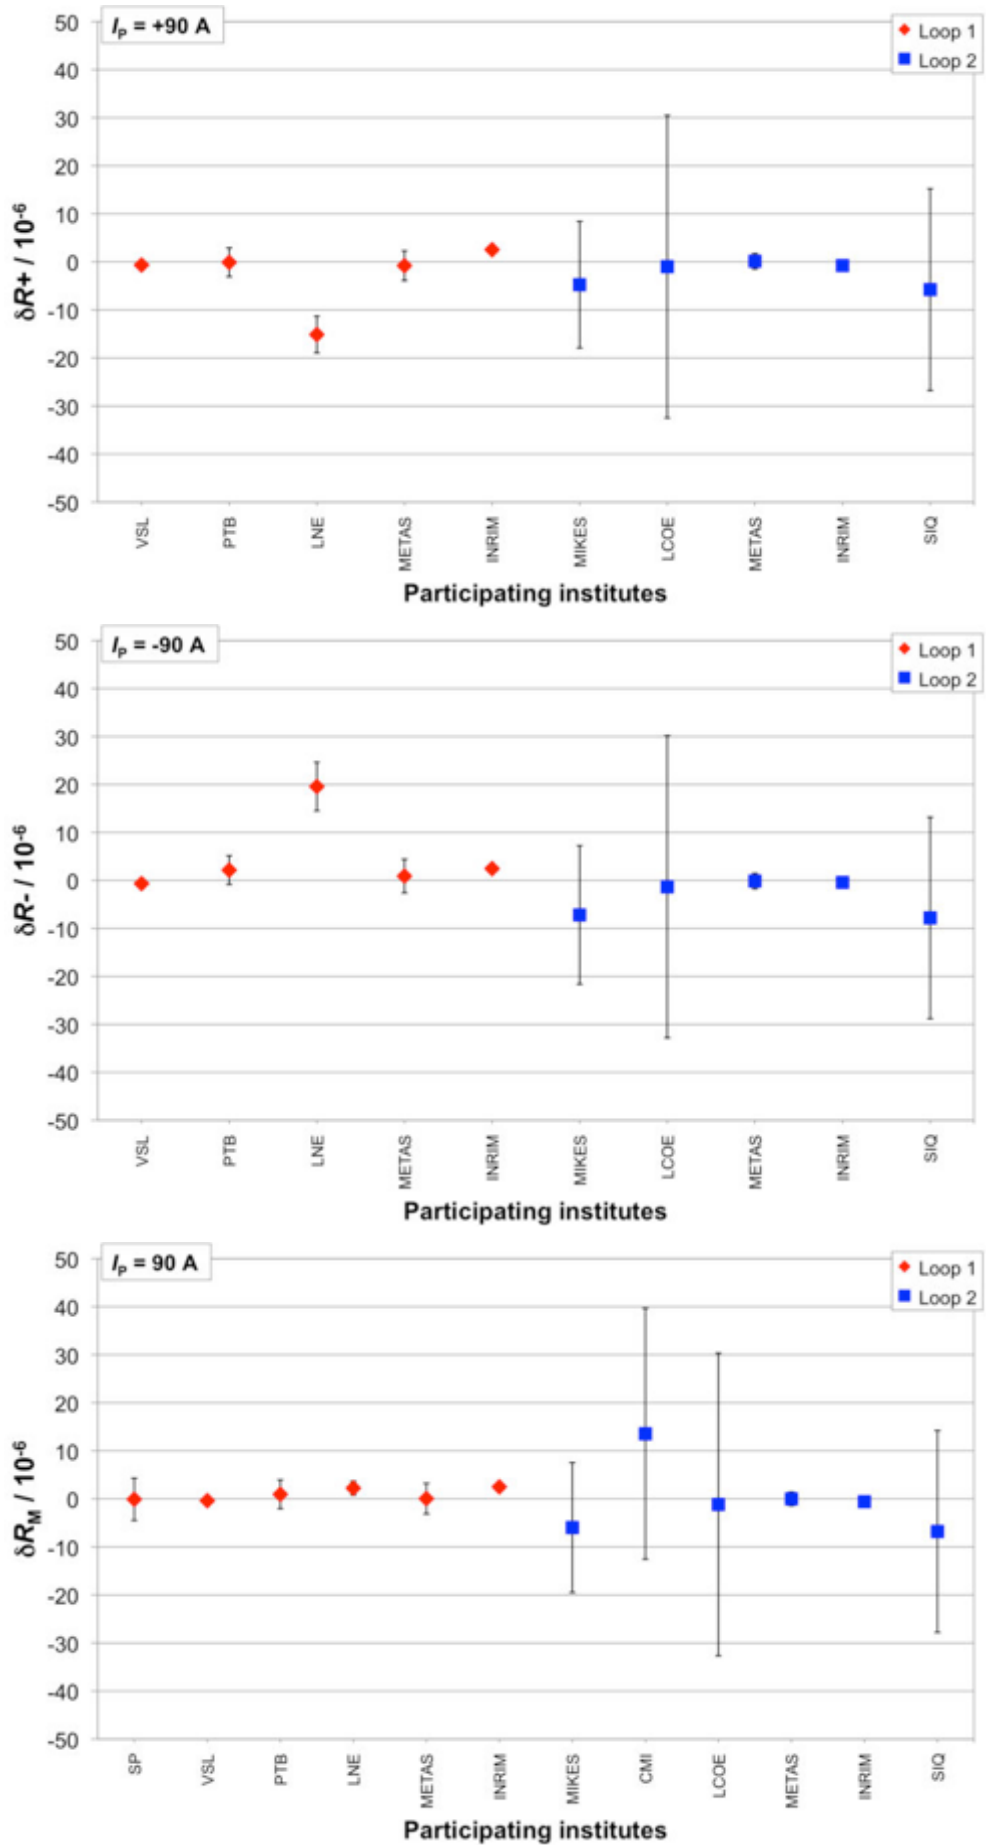 I_P = +90 A
Loop 1
Loop 2
50
40
30
20
10
0
-10
-20
-30
-40
-50
δR+ / 10⁻⁶
VSL
PTB
LNE
METAS
INRIM
MIKES
LCOE
METAS
INRIM
SIQ
Participating institutes
I_P = -90 A
Loop 1
Loop 2
50
40
30
20
10
0
-10
-20
-30
-40
-50
δR- / 10⁻⁶
VSL
PTB
LNE
METAS
INRIM
MIKES
LCOE
METAS
INRIM
SIQ
Participating institutes
I_P = 90 A
Loop 1
Loop 2
50
40
30
20
10
0
-10
-20
-30
-40
-50
δR_M / 10⁻⁶
SP
VSL
PTB
LNE
METAS
INRIM
MIKES
CMI
LCOE
METAS
INRIM
SIQ
Participating institutes